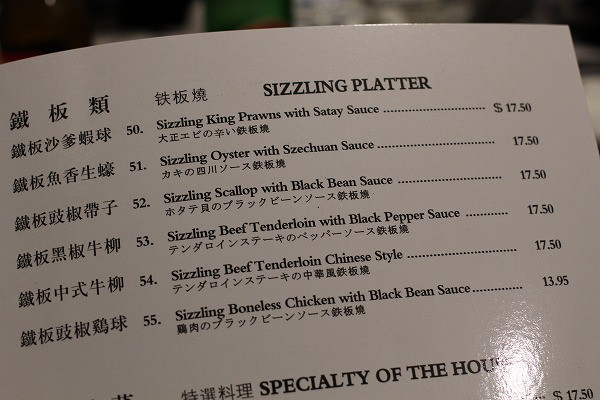 鐵板類 铁板燒 SIZZLING PLATTER
鐵板沙爹蝦球 50. Sizzling King Prawns with Satay Sauce ........................ $ 17.50
大正エビの辛い鉄板燒
鐵板魚香生蠔 51. Sizzling Oyster with Szechuan Sauce ........................ 17.50
カキの四川ソース鉄板燒
鐵板豉椒帶子 52. Sizzling Scallop with Black Bean Sauce ........................ 17.50
ホタテ貝のブラックビーンソース鉄板燒
鐵板黑椒牛柳 53. Sizzling Beef Tenderloin with Black Pepper Sauce ............ 17.50
テンダロインステーキのペッパーソース鉄板燒
鐵板中式牛柳 54. Sizzling Beef Tenderloin Chinese Style ........................ 17.50
テンダロインステーキの中華風鉄板燒
鐵板豉椒鷄球 55. Sizzling Boneless Chicken with Black Bean Sauce ............ 13.95
鷄肉のブラックビーンソース鉄板燒
特選料理 SPECIALTY OF THE HOUSE
$ 17.50